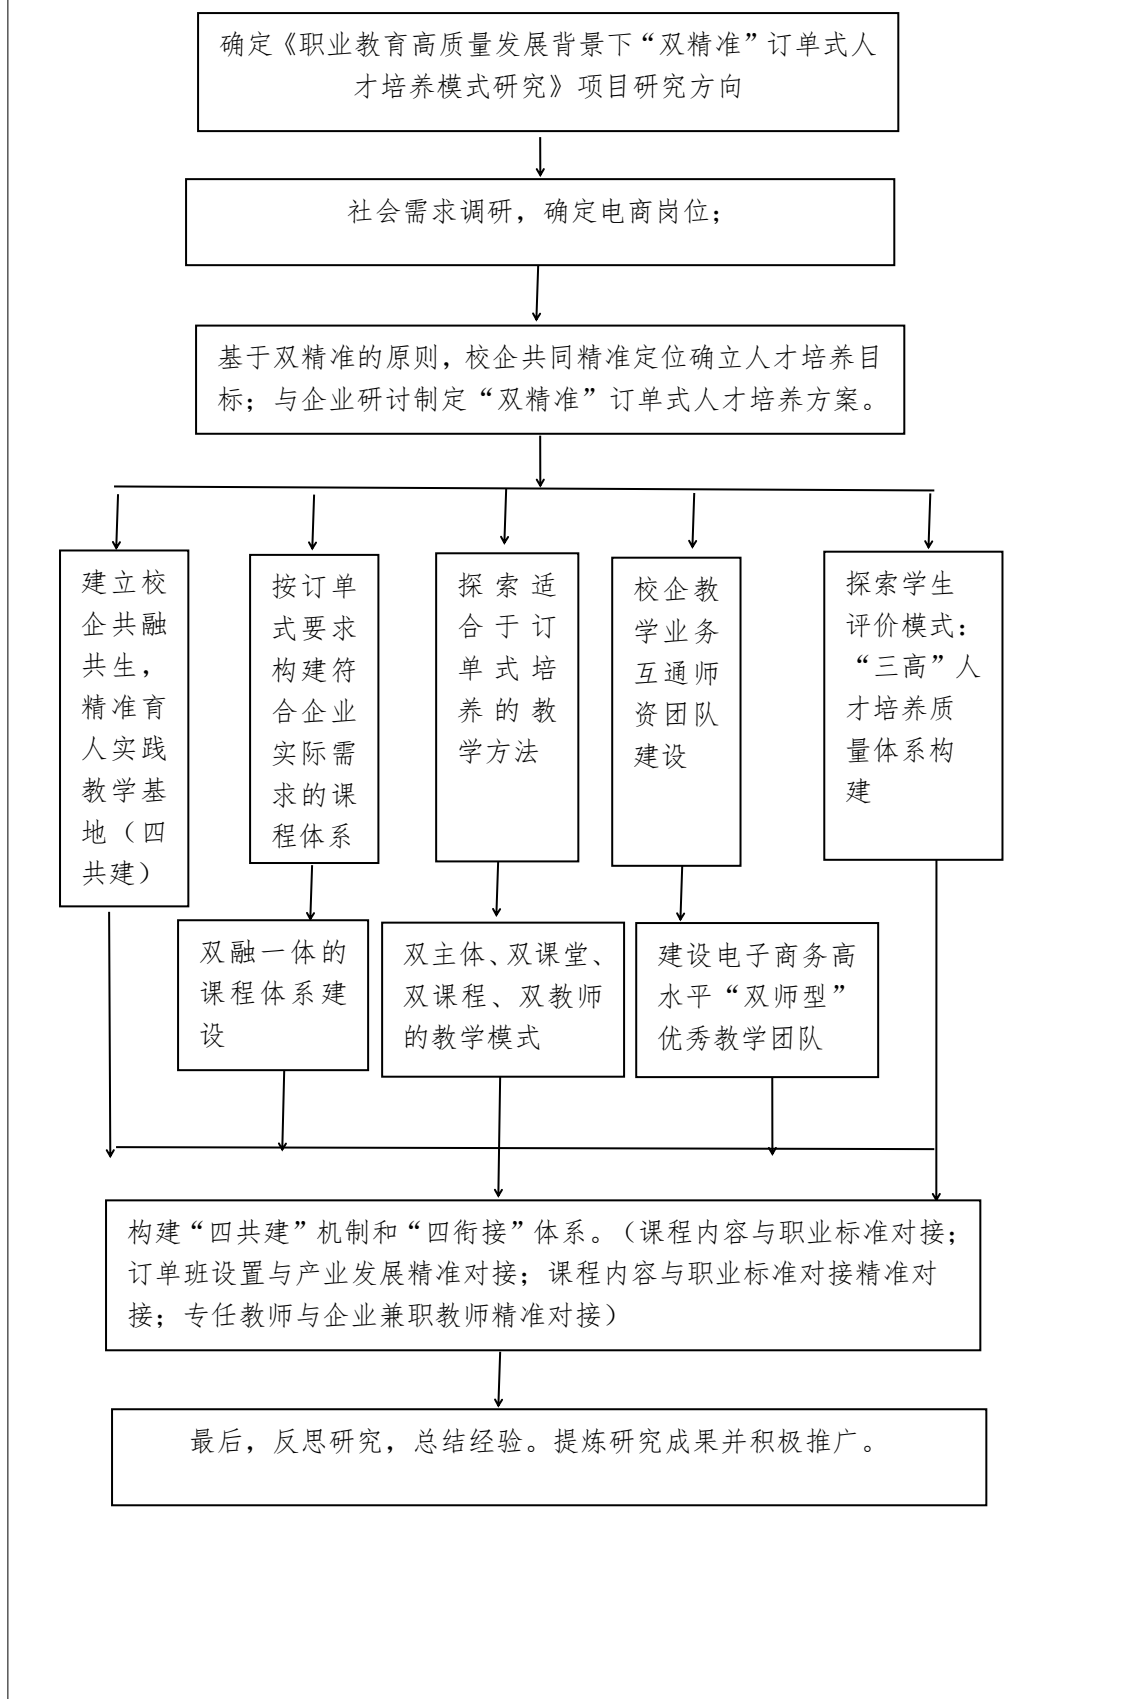 确定《职业教育高质量发展背景下“双精准”订单式人
才培养模式研究》项目研究方向
社会需求调研，确定电商岗位；
基于双精准的原则，校企共同精准定位确立人才培养目
标；与企业研讨制定“双精准”订单式人才培养方案。
建立校
企共融
共生，
精准育
人实践
教学基
地（四
共建）
按订单
式要求
构建符
合企业
实际需
求的课
程体系
探索适
合于订
单式培
养的教
学方法
校企教
学业务
互通师
资团队
建设
探索学生
评价模式：
“三高”人
才培养质
量体系构
建
双融一体的
课程体系建
设
双主体、双课堂、
双课程、双教师
的教学模式
建设电子商务高
水平“双师型”
优秀教学团队
构建“四共建”机制和“四衔接”体系。（课程内容与职业标准对接；
订单班设置与产业发展精准对接；课程内容与职业标准对接精准对
接；专任教师与企业兼职教师精准对接）
最后，反思研究，总结经验。提炼研究成果并积极推广。